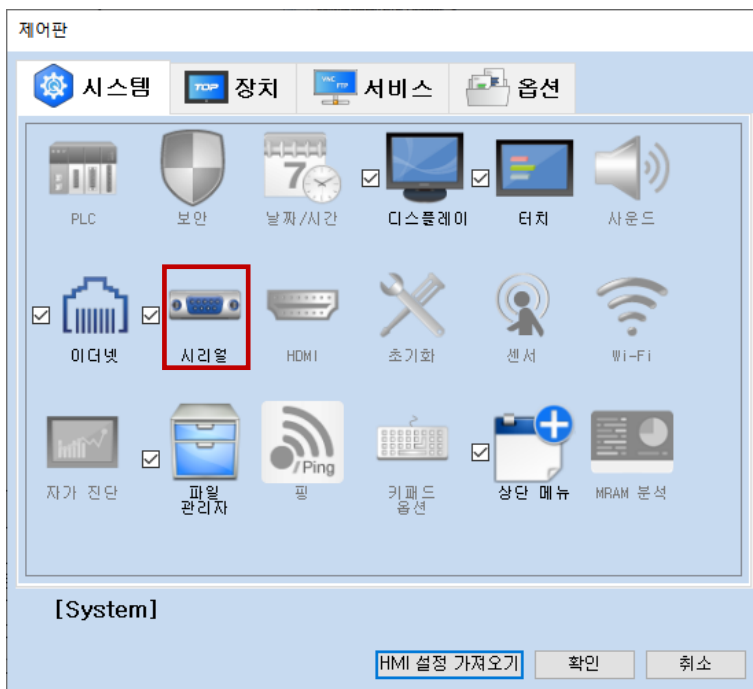 제어판
시스템
TOP 장치
VNC FTP 서비스
옵션
PLC
보안
7 날짜/시간
디스플레이
터치
사운드
이더넷
시리얼
HDMI
초기화
센서
Wi-Fi
자가 진단
파일
관리자
/Ping
핑
키패드
옵션
상단 메뉴
MRAM 분석
[System]
HMI 설정 가져오기 확인 취소